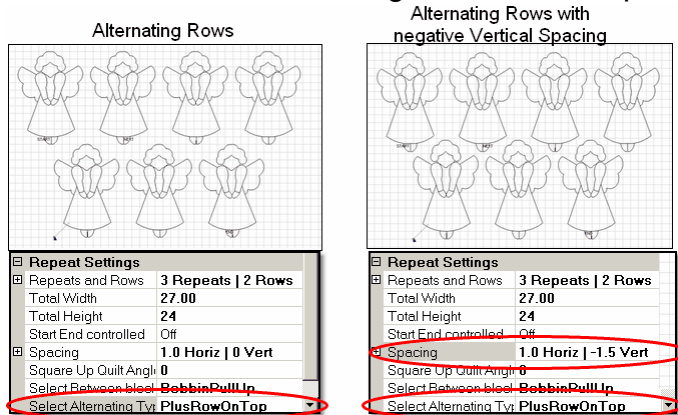 Alternating Rows
Alternating Rows with
negative Vertical Spacing
Repeat Settings
Repeats and Rows 3 Repeats | 2 Rows
Total Width 27.00
Total Height 24
Start End controlled Off
Spacing 1.0 Horiz | 0 Vert
Square Up Quilt Angl 0
Select Between bloc BobbinPullUp
Select Alternating Ty PlusRowOnTop
Repeat Settings
Repeats and Rows 3 Repeats | 2 Rows
Total Width 27.00
Total Height 24
Start End controlled Off
Spacing 1.0 Horiz | -1.5 Vert
Square Up Quilt Angl 0
Select Between bloc BobbinPullUp
Select Alternating Ty PlusRowOnTop